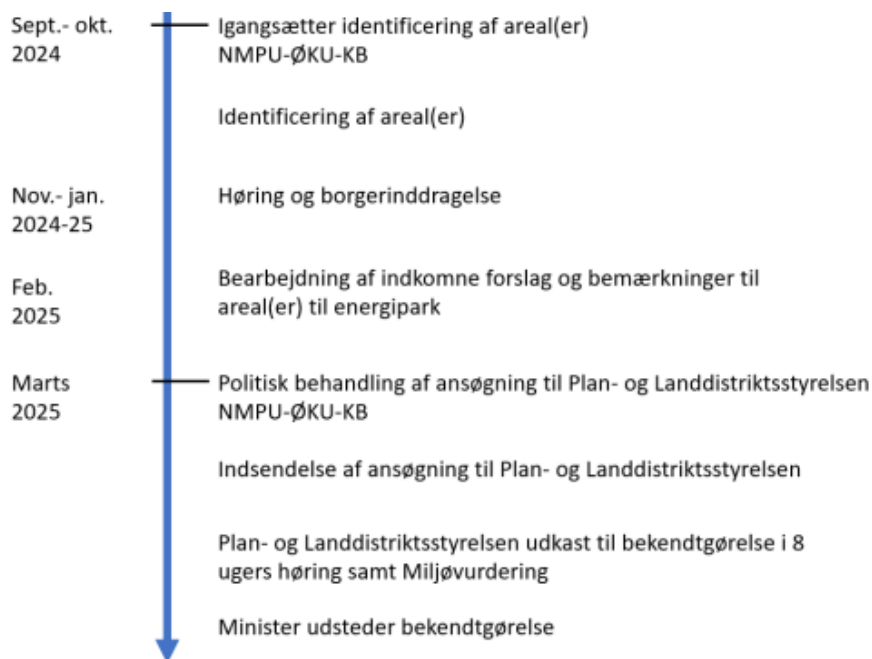 Sept.- okt.
2024
Igangsætter identificering af areal(er)
NMPU-ØKU-KB
Identificering af areal(er)
Nov.- jan.
2024-25
Høring og borgerinddragelse
Feb.
2025
Bearbejdning af indkomne forslag og bemærkninger til
areal(er) til energipark
Marts
2025
Politisk behandling af ansøgning til Plan- og Landdistriktsstyrelsen
NMPU-ØKU-KB
Indsendelse af ansøgning til Plan- og Landdistriktsstyrelsen
Plan- og Landdistriktsstyrelsen udkast til bekendtgørelse i 8
ugers høring samt Miljøvurdering
Minister udsteder bekendtgørelse